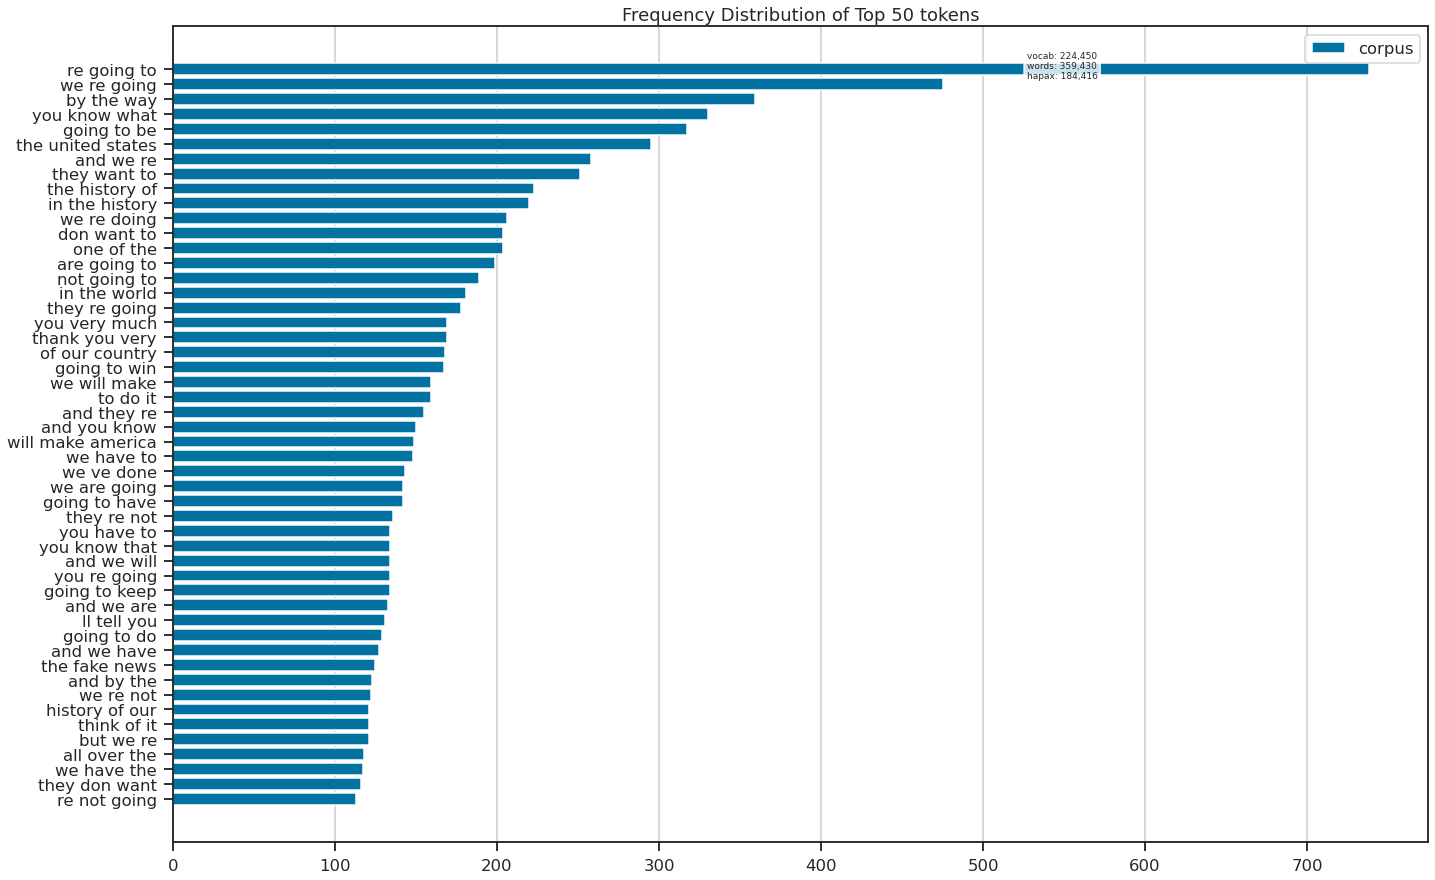 Frequency Distribution of Top 50 tokens
corpus
vocab: 224,450
words: 359,430
hapax: 184,416
re going to
we re going
by the way
you know what
going to be
the united states
and we re
they want to
the history of
in the history
we re doing
don want to
one of the
are going to
not going to
in the world
they re going
you very much
thank you very
of our country
going to win
we will make
to do it
and they re
and you know
will make america
we have to
we ve done
we are going
going to have
they re not
you have to
you know that
and we will
you re going
going to keep
and we are
ll tell you
going to do
and we have
the fake news
and by the
we re not
history of our
think of it
but we re
all over the
we have the
they don want
re not going
0 100 200 300 400 500 600 700